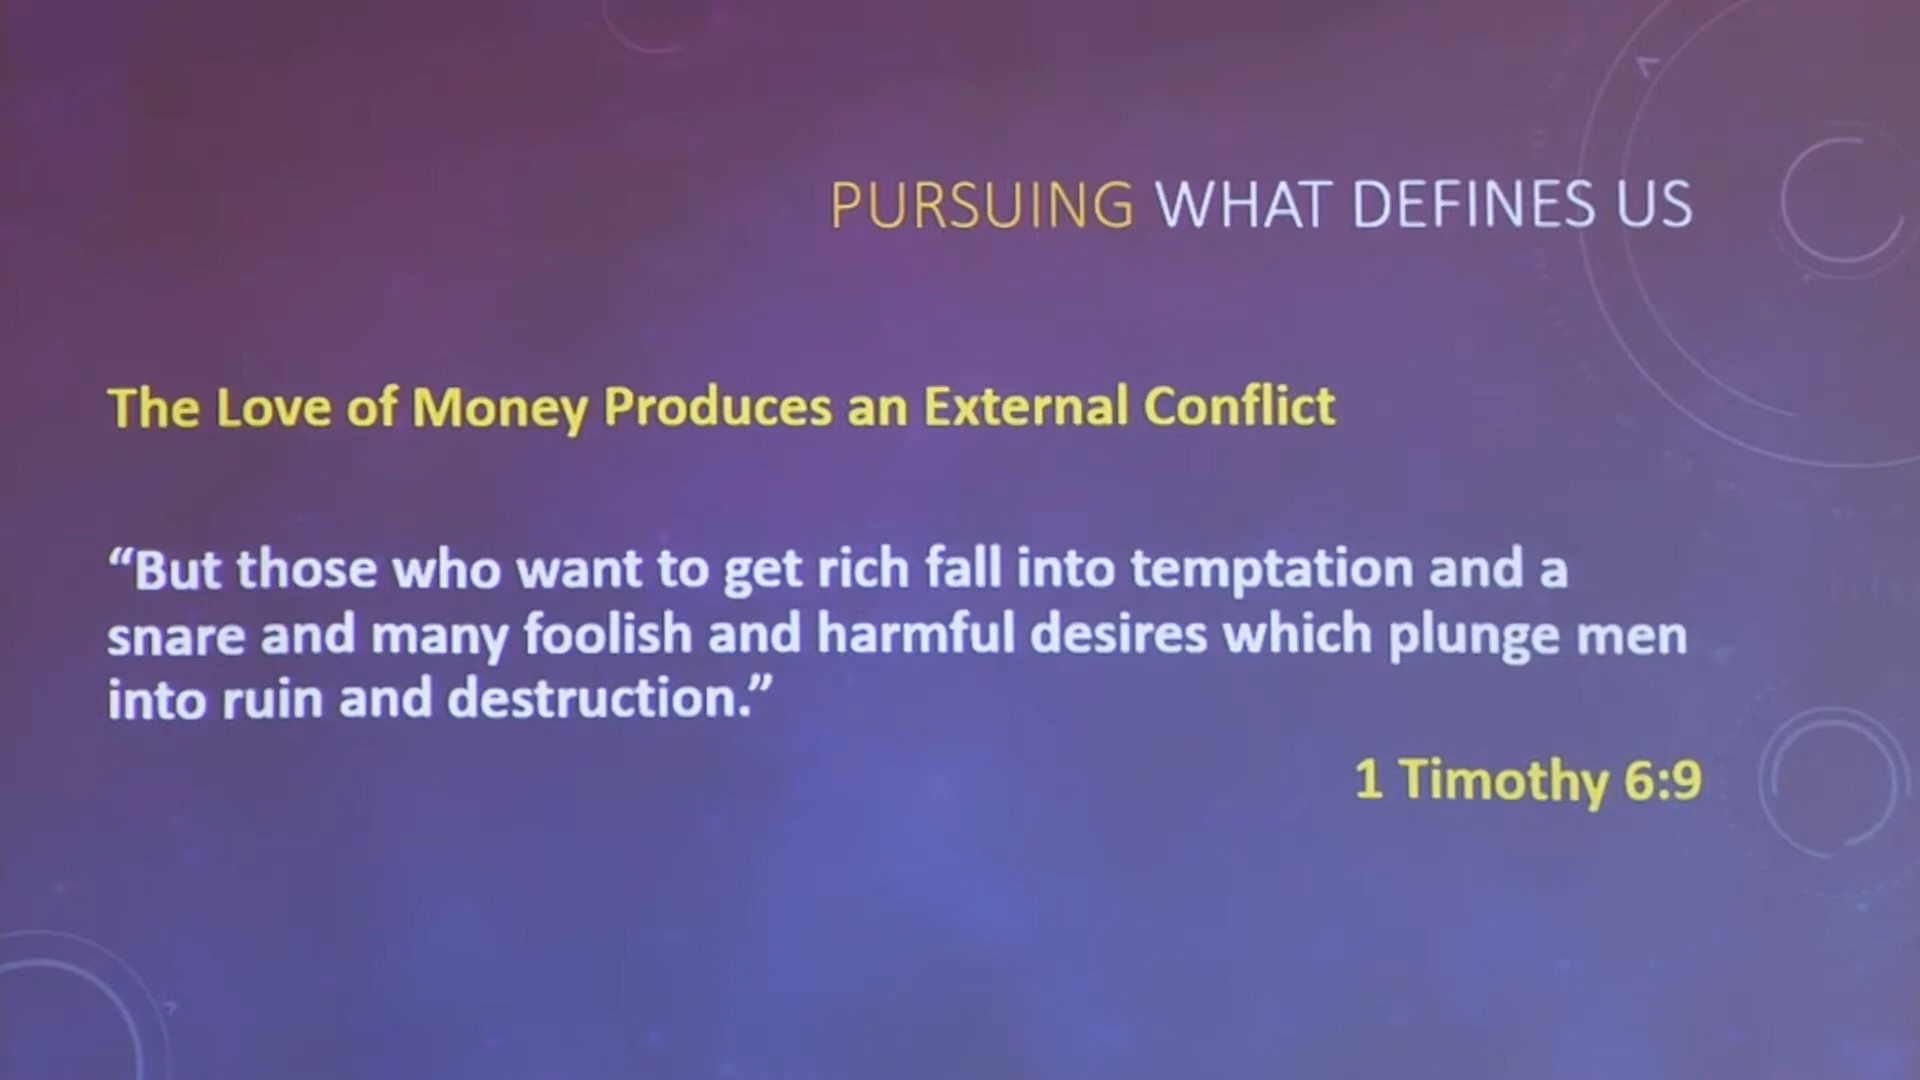 PURSUING WHAT DEFINES US
The Love of Money Produces an External Conflict
“But those who want to get rich fall into temptation and a
snare and many foolish and harmful desires which plunge men
into ruin and destruction.”
1 Timothy 6:9